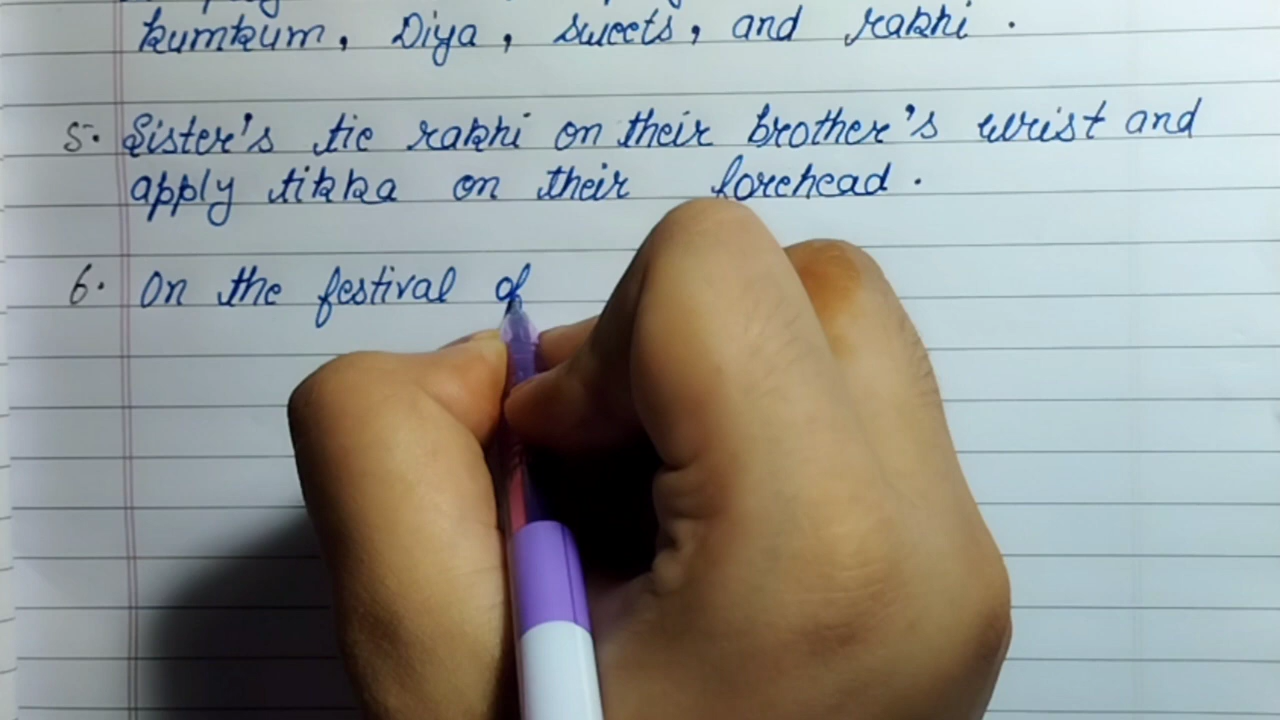 kumkum, Diya, sweets, and rakhi.
5. Sister's tie rakhi on their brother's wrist and
apply tikka on their forehead.
6. On the festival of